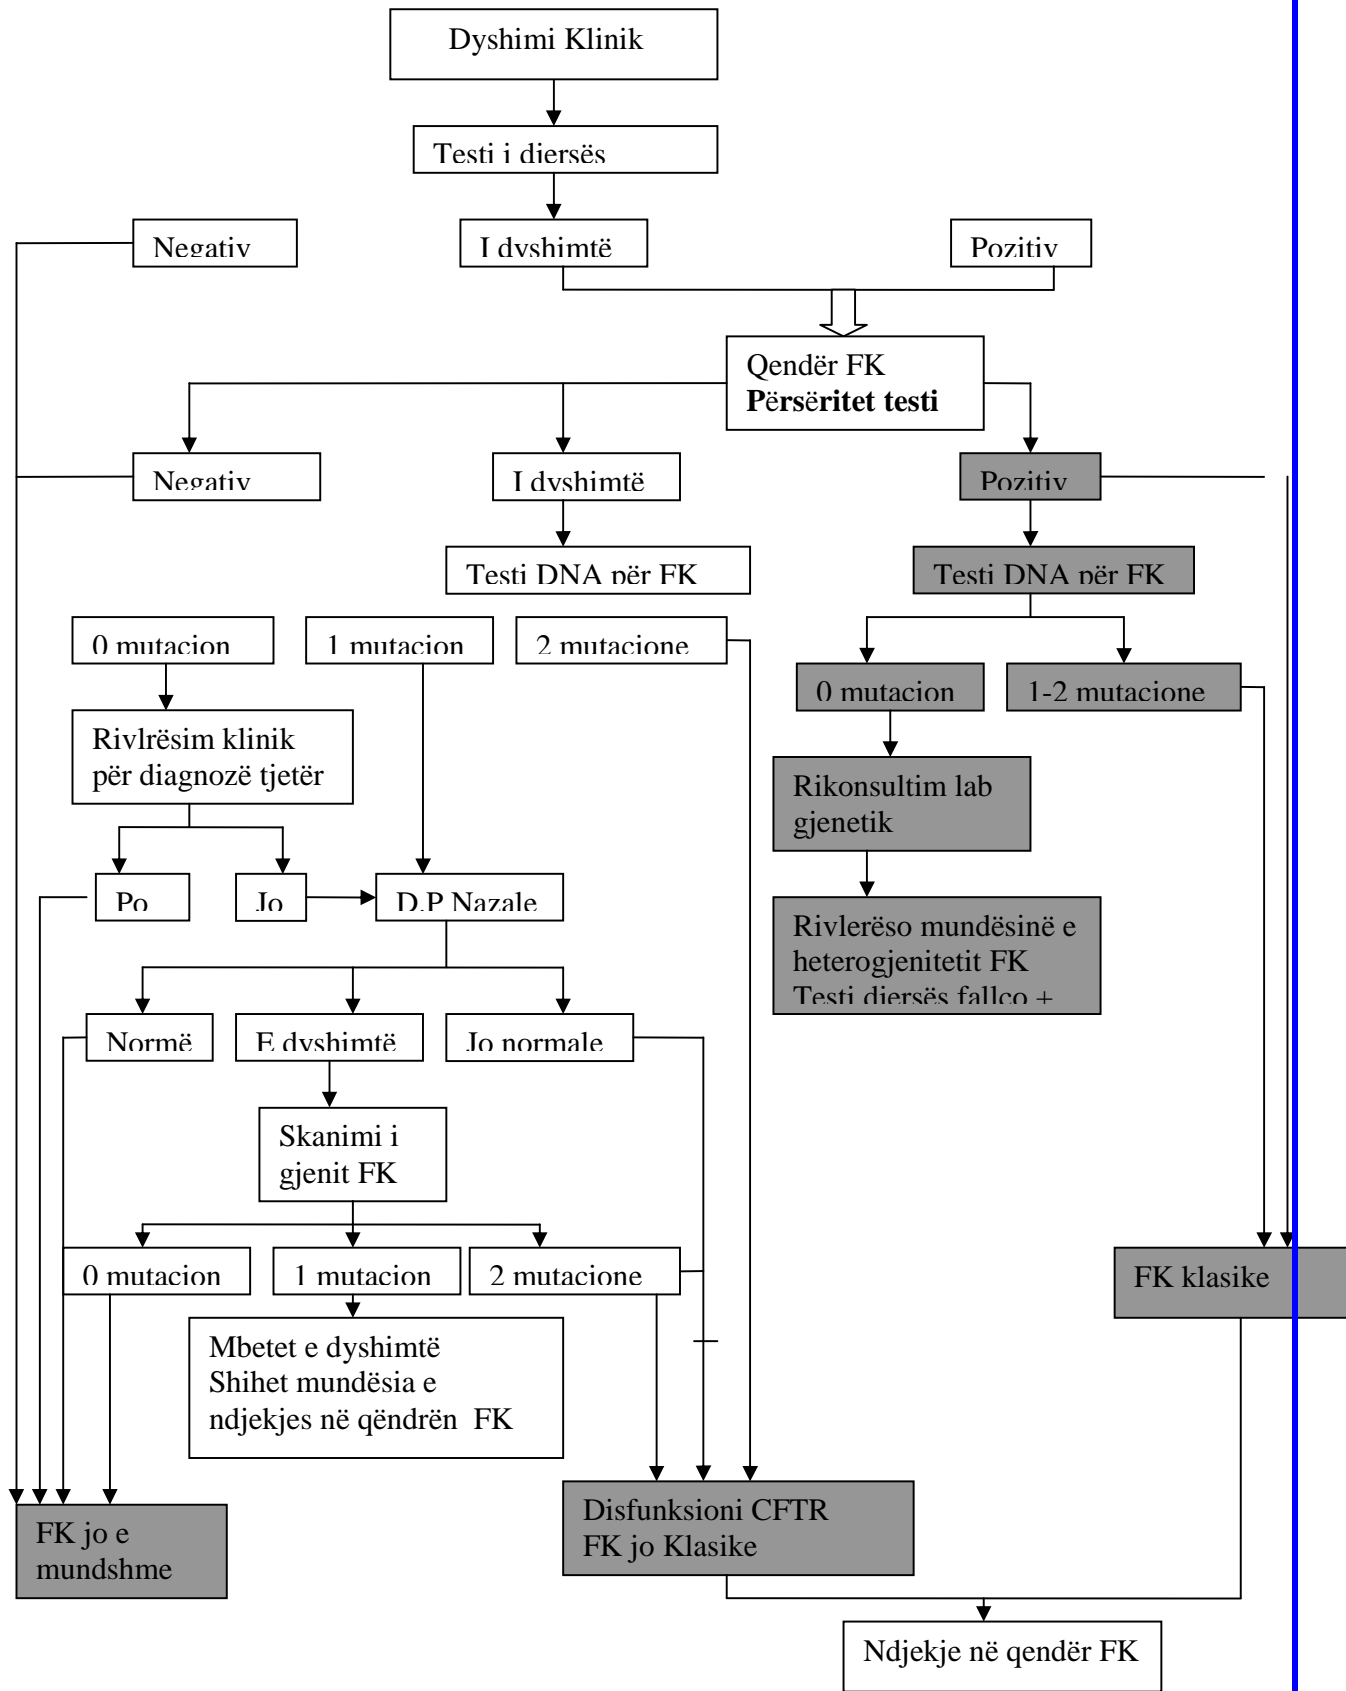 Dyshimi Klinik
Testi i djersës
Negativ
I dyshimtë
Pozitiv
Qendër FK
Përsëritet testi
Negativ
I dyshimtë
Pozitiv
Testi DNA për FK
Testi DNA për FK
0 mutacion
1 mutacion
2 mutacione
0 mutacion
1-2 mutacione
Rivlrësim klinik
për diagnozë tjetër
Rikonsultim lab
gjenetik
Po
Jo
D.P Nazale
Rivlerëso mundësinë e
heterogjenitetit FK
Testi djersës fallco +
Normë
E dyshimtë
Jo normale
Skanimi i
gjenit FK
0 mutacion
1 mutacion
2 mutacione
FK klasike
Mbetet e dyshimtë
Shihet mundësia e
ndjekjes në qëndrën  FK
FK jo e
mundshme
Disfunksioni CFTR
FK jo Klasike
Ndjekje në qendër FK